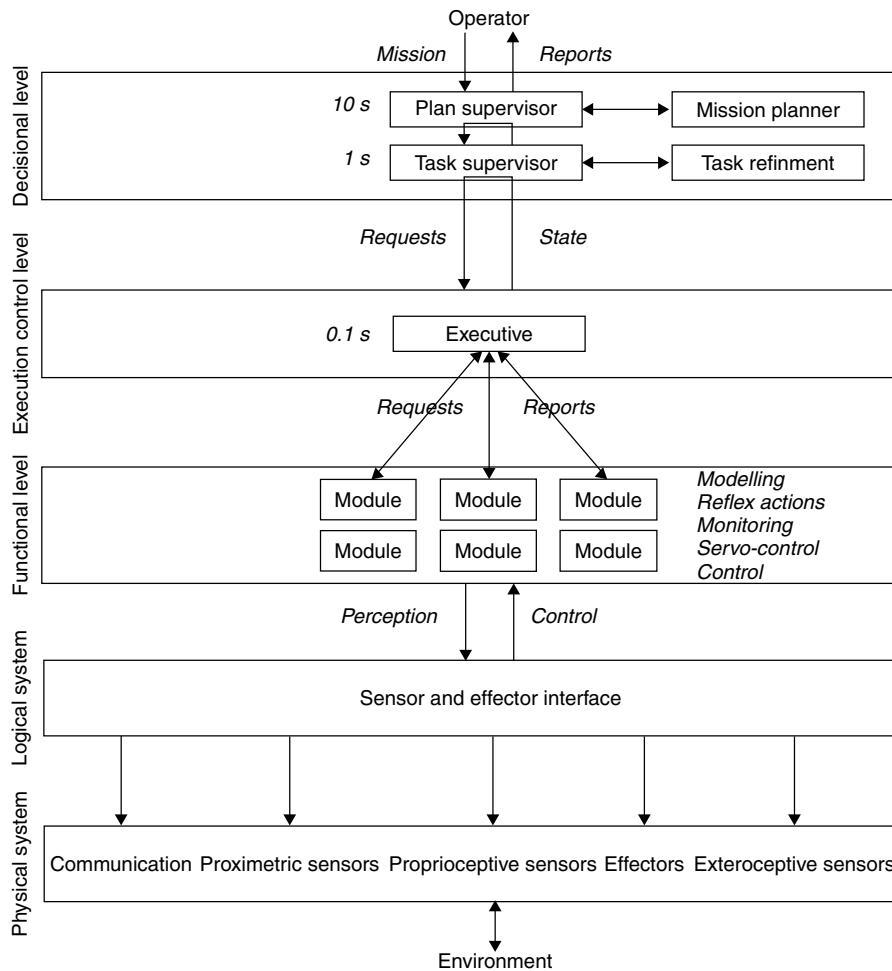 Operator
Mission Reports
Decisional level
10 s Plan supervisor Mission planner
1 s Task supervisor Task refinment
Requests State
Execution control level
0.1 s Executive
Requests Reports
Functional level
Module Module Module
Module Module Module
Modelling
Reflex actions
Monitoring
Servo-control
Control
Perception Control
Logical system
Sensor and effector interface
Physical system
Communication Proximetric sensors Proprioceptive sensors Effectors Exteroceptive sensors
Environment